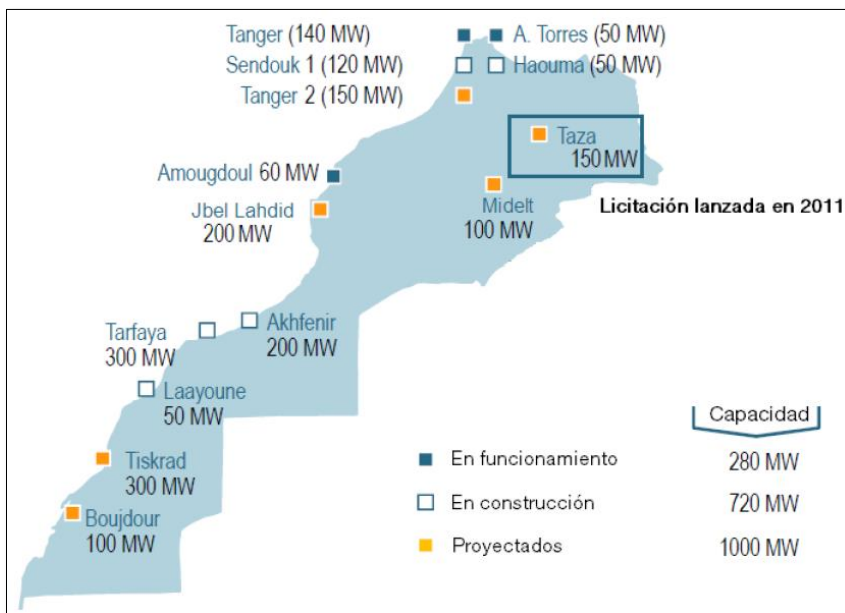 Tanger (140 MW)
A. Torres (50 MW)
Sendouk 1 (120 MW)
Haouma (50 MW)
Tanger 2 (150 MW)
Taza
150 MW
Amougdoul 60 MW
Jbel Lahdid
200 MW
Midelt
100 MW
Licitación lanzada en 2011
Tarfaya
300 MW
Akhfenir
200 MW
Laayoune
50 MW
Tiskrad
300 MW
Boujdour
100 MW
Capacidad
En funcionamiento 280 MW
En construcción 720 MW
Proyectados 1000 MW